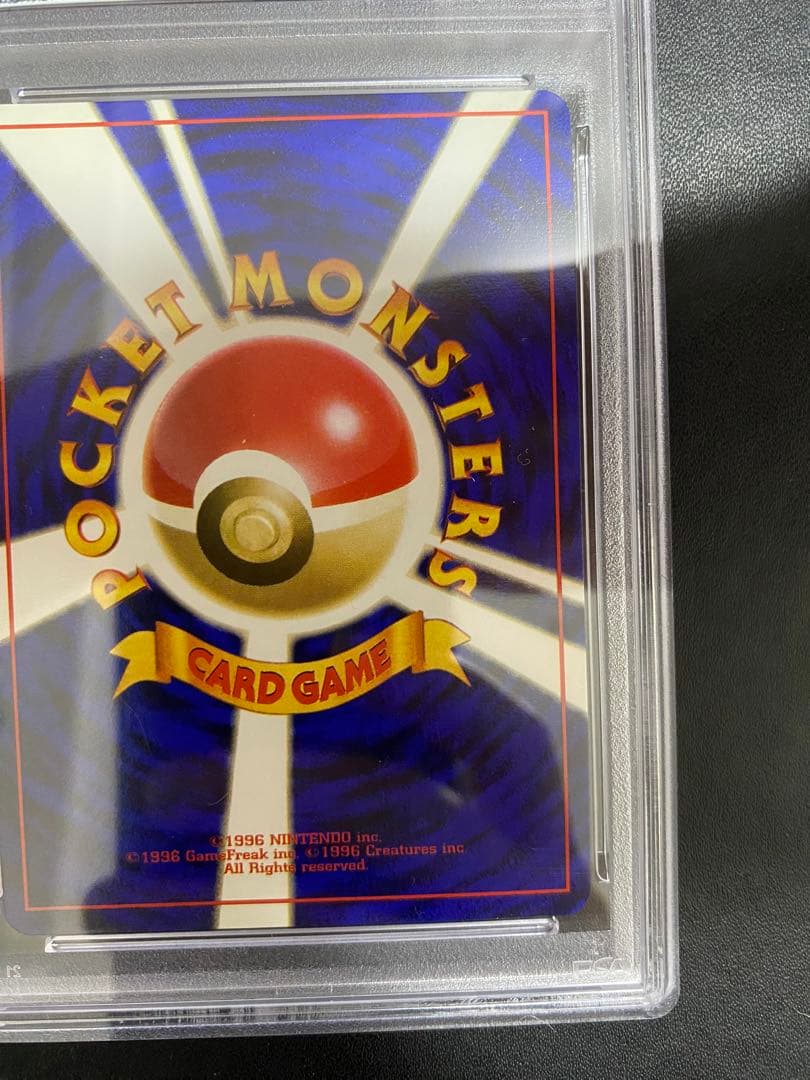 POCKET MONSTERS
CARD GAME
©1996 NINTENDO inc.
©1996 GameFreak inc. ©1996 Creatures inc
All Rights reserved.